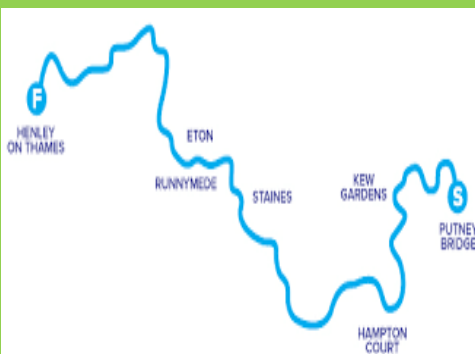 F
HENLEY
ON THAMES
ETON
RUNNYMEDE
STAINES
KEW
GARDENS
S
PUTNEY
BRIDGE
HAMPTON
COURT